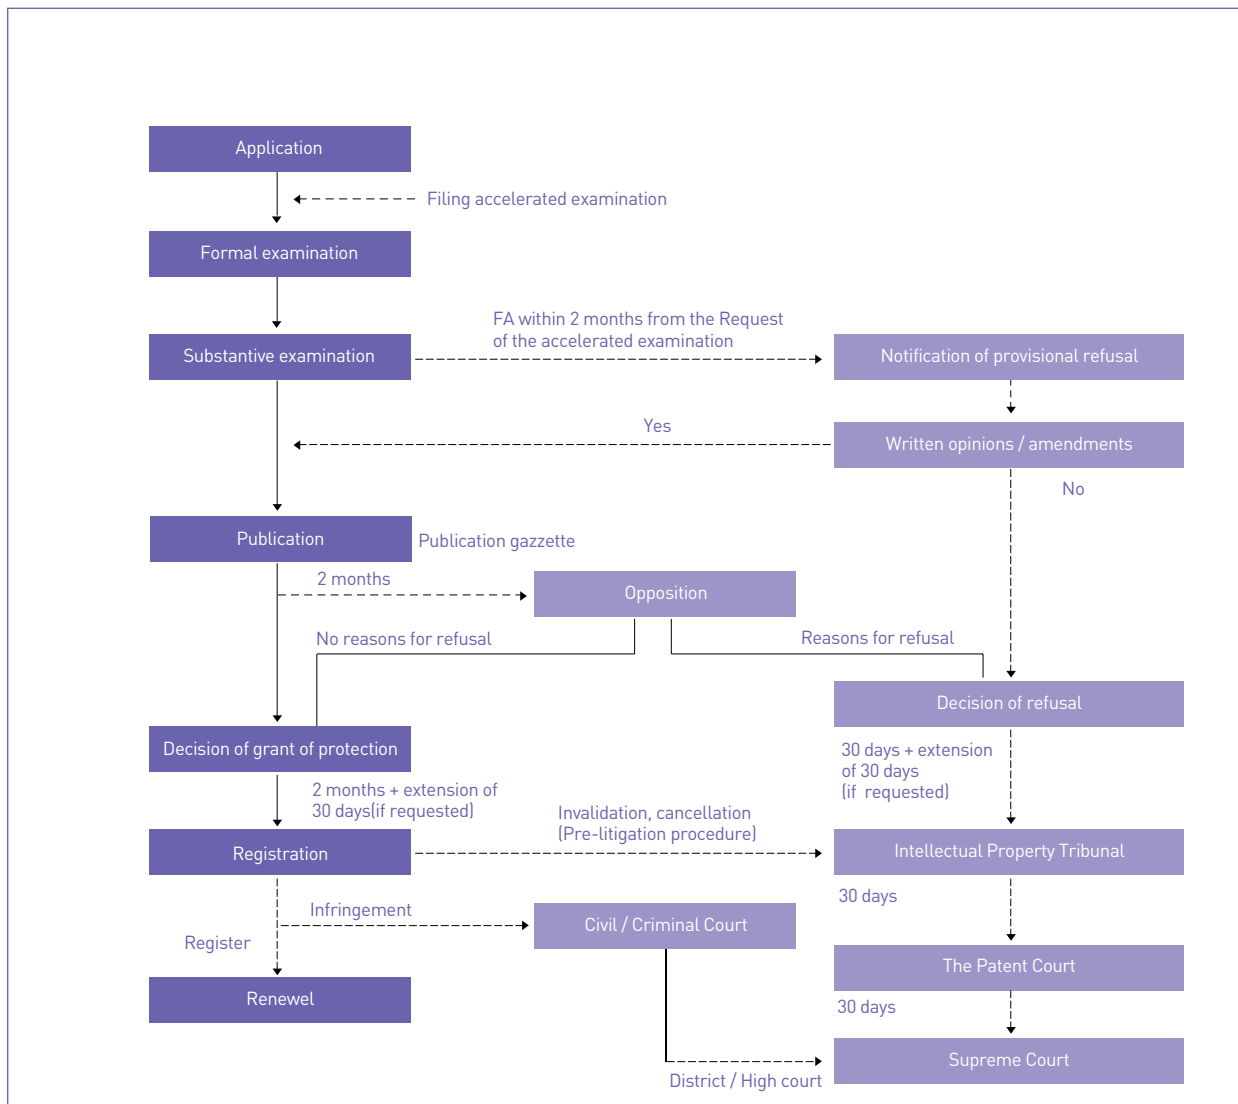 Application
Filing accelerated examination
Formal examination
FA within 2 months from the Request
of the accelerated examination
Substantive examination
Notification of provisional refusal
Yes
Written opinions / amendments
No
Publication
Publication gazzette
2 months
Opposition
No reasons for refusal
Reasons for refusal
Decision of refusal
Decision of grant of protection
30 days + extension
of 30 days
(if requested)
2 months + extension of
30 days(if requested)
Invalidation, cancellation
(Pre-litigation procedure)
Registration
Intellectual Property Tribunal
30 days
Infringement
Civil / Criminal Court
Register
The Patent Court
Renewel
30 days
Supreme Court
District / High court